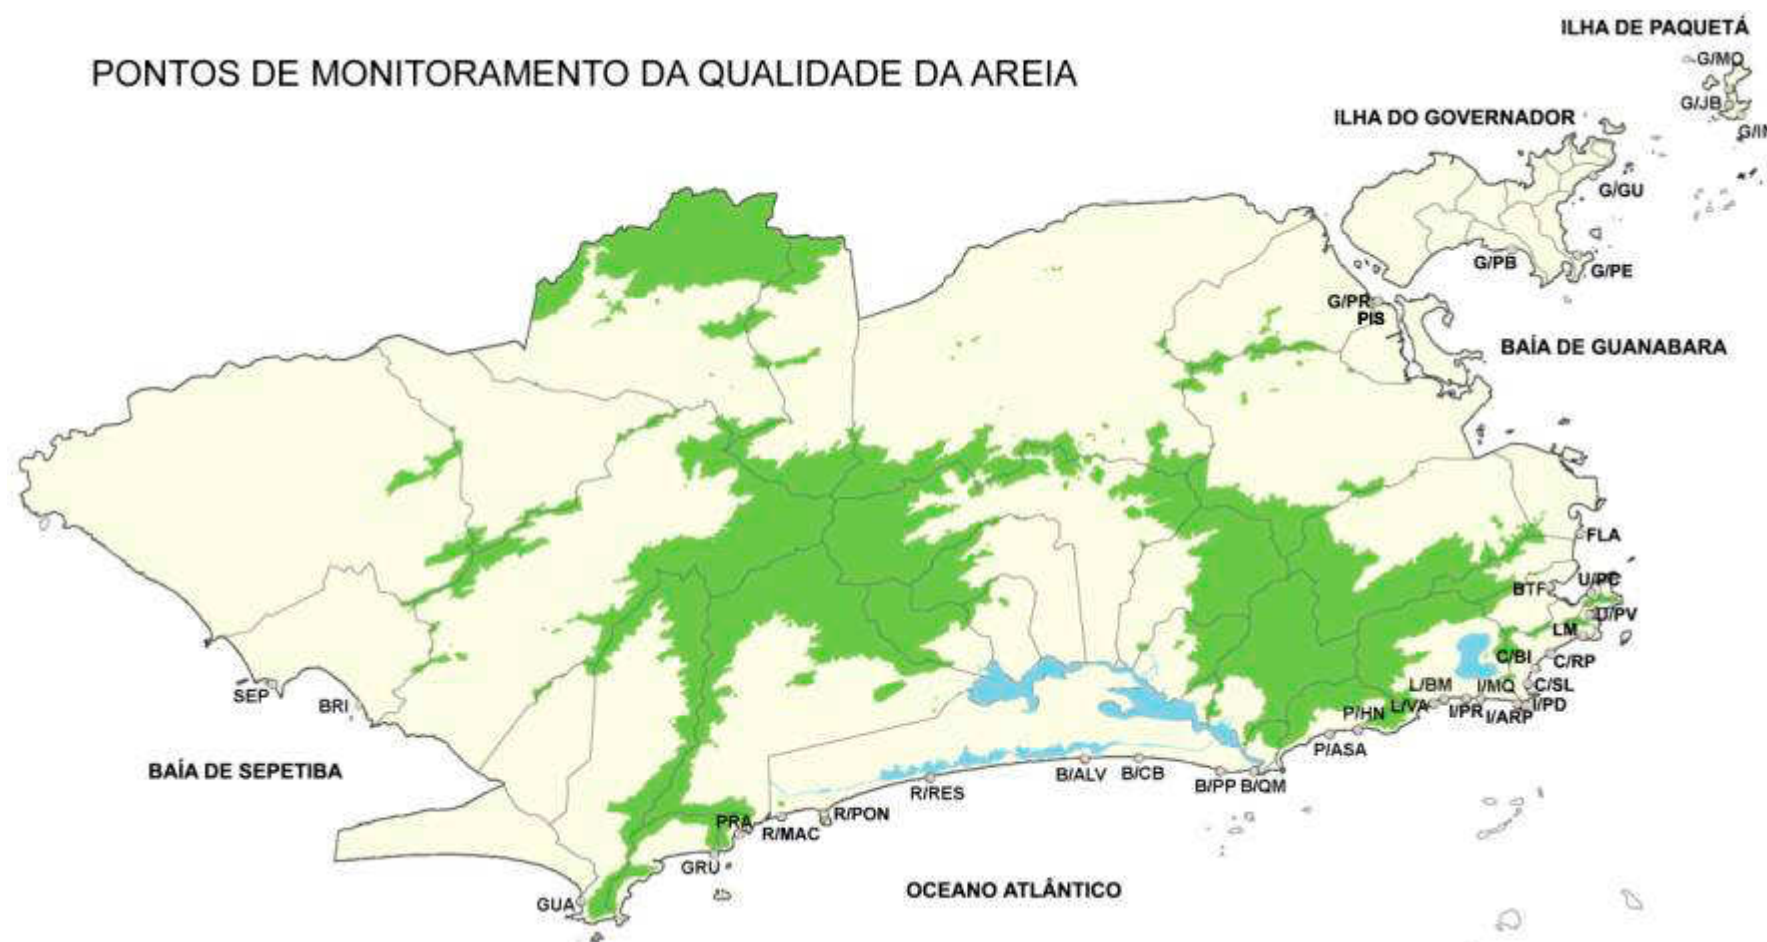 ILHA DE PAQUETÁ
G/MO
PONTOS DE MONITORAMENTO DA QUALIDADE DA AREIA
G/JB
ILHA DO GOVERNADOR
G/GU
G/PB
G/PE
G/PR
PIS
BAÍA DE GUANABARA
FLA
BTF
U/PC
U/PV
LM
C/BI
C/RP
SEP
BRI
L/BM
I/MQ
C/SL
L/VA
I/PR
I/ARP
I/PD
P/HN
P/ASA
BAÍA DE SEPETIBA
B/ALV
B/CB
R/RES
B/PP
B/QM
PRA
R/MAC
R/PON
GRU
OCEANO ATLÂNTICO
GUA